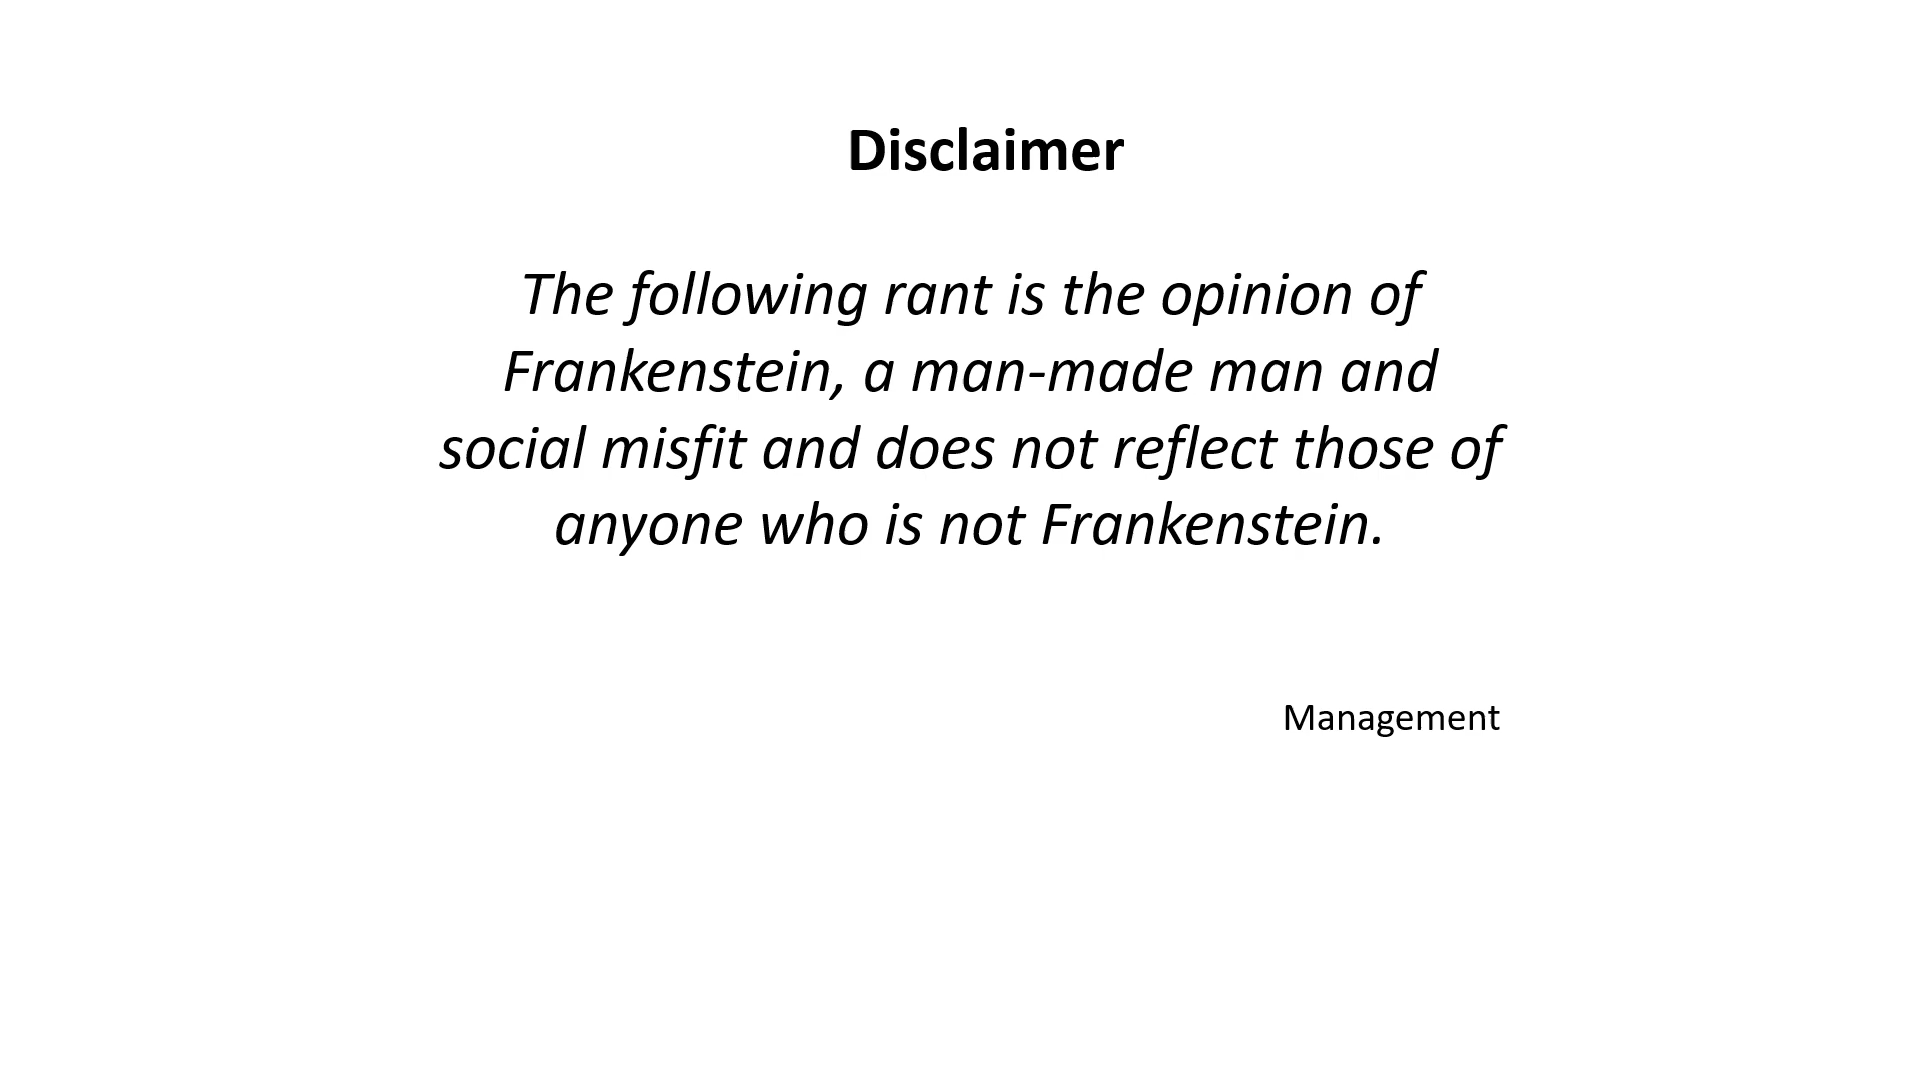 Disclaimer
The following rant is the opinion of
Frankenstein, a man-made man and
social misfit and does not reflect those of
anyone who is not Frankenstein.
Management